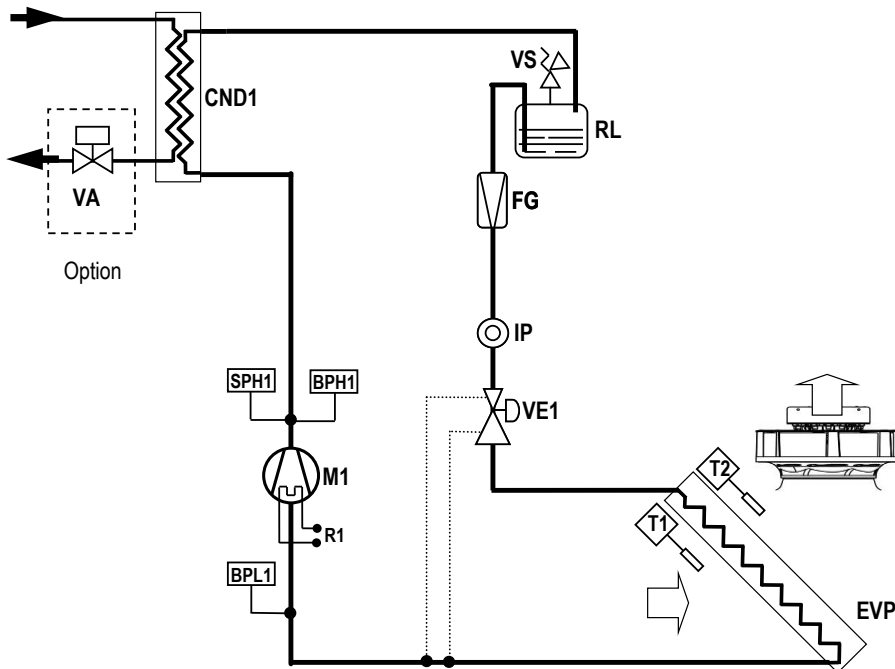 VS
CND1
RL
VA
FG
Option
IP
SPH1
BPH1
VE1
T2
M1
T1
R1
BPL1
EVP